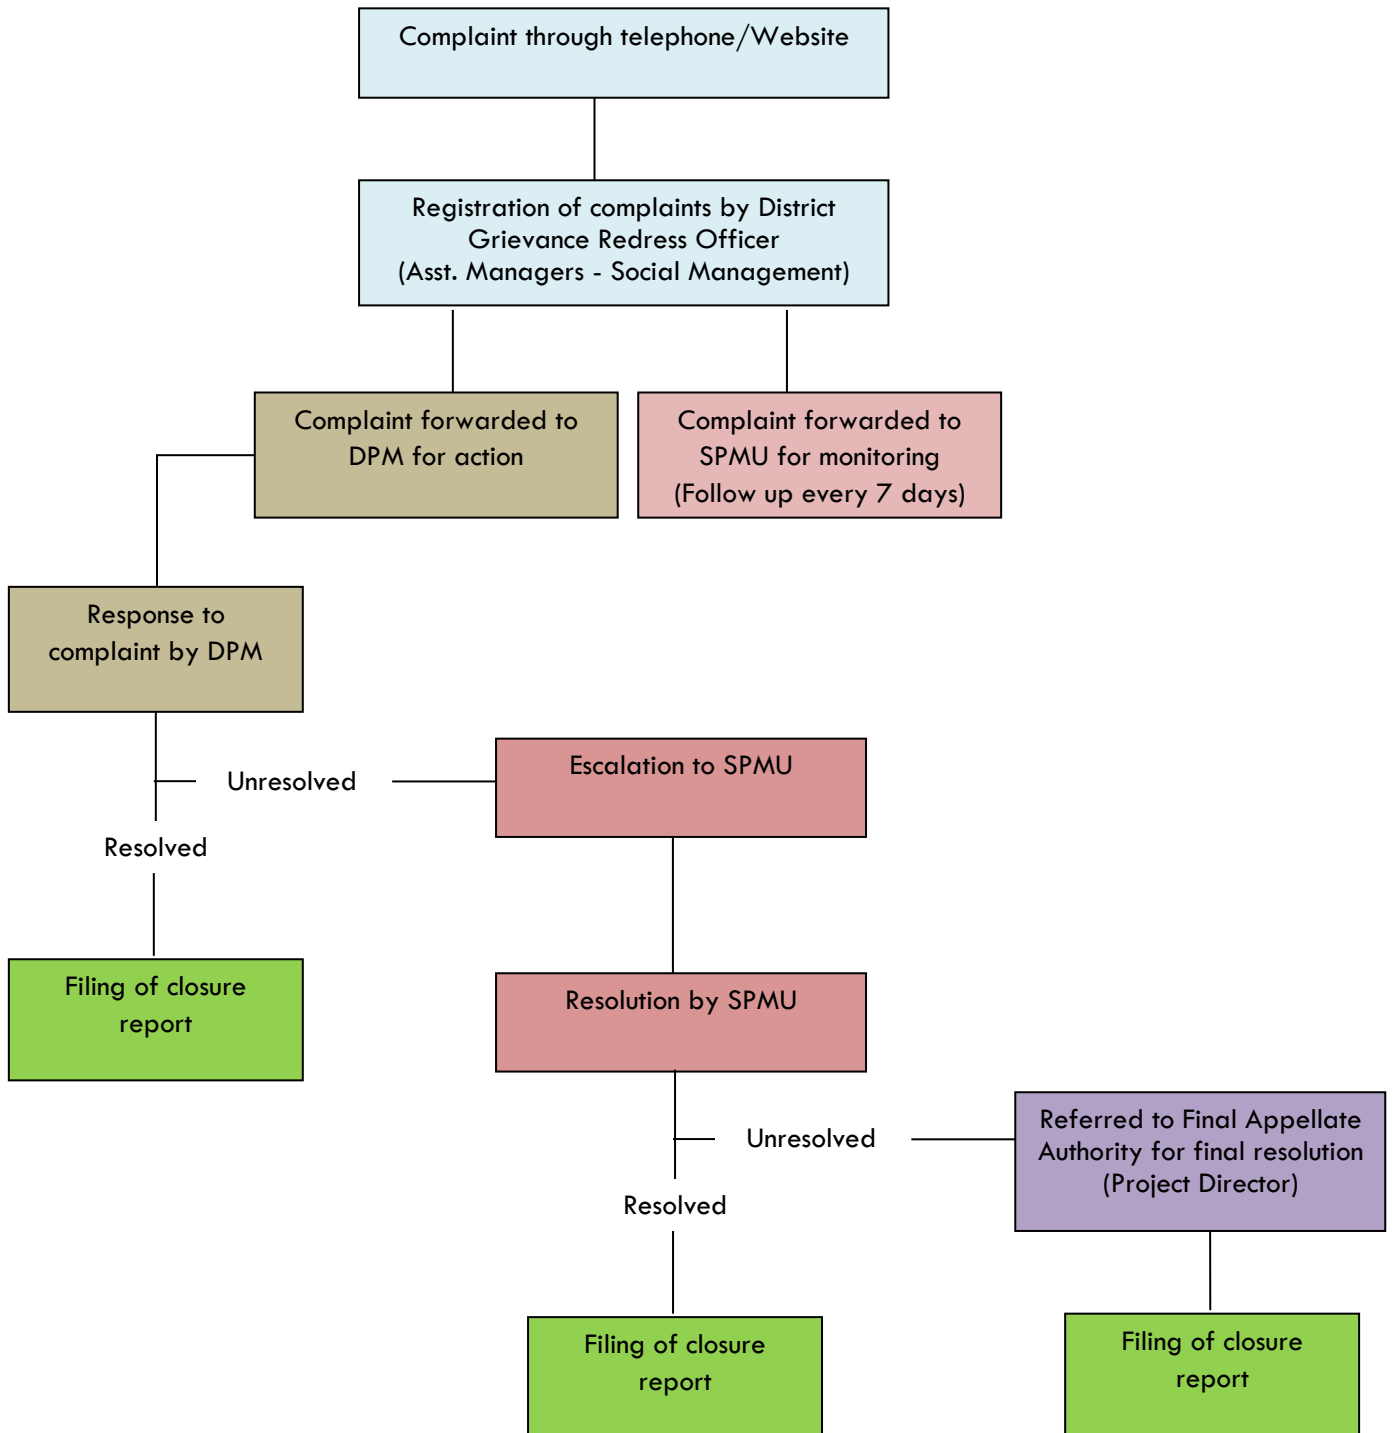 Complaint through telephone/Website
Registration of complaints by District
Grievance Redress Officer
(Asst. Managers - Social Management)
Complaint forwarded to
DPM for action
Complaint forwarded to
SPMU for monitoring
(Follow up every 7 days)
Response to
complaint by DPM
Unresolved
Escalation to SPMU
Resolved
Filing of closure
report
Resolution by SPMU
Unresolved
Referred to Final Appellate
Authority for final resolution
(Project Director)
Resolved
Filing of closure
report
Filing of closure
report